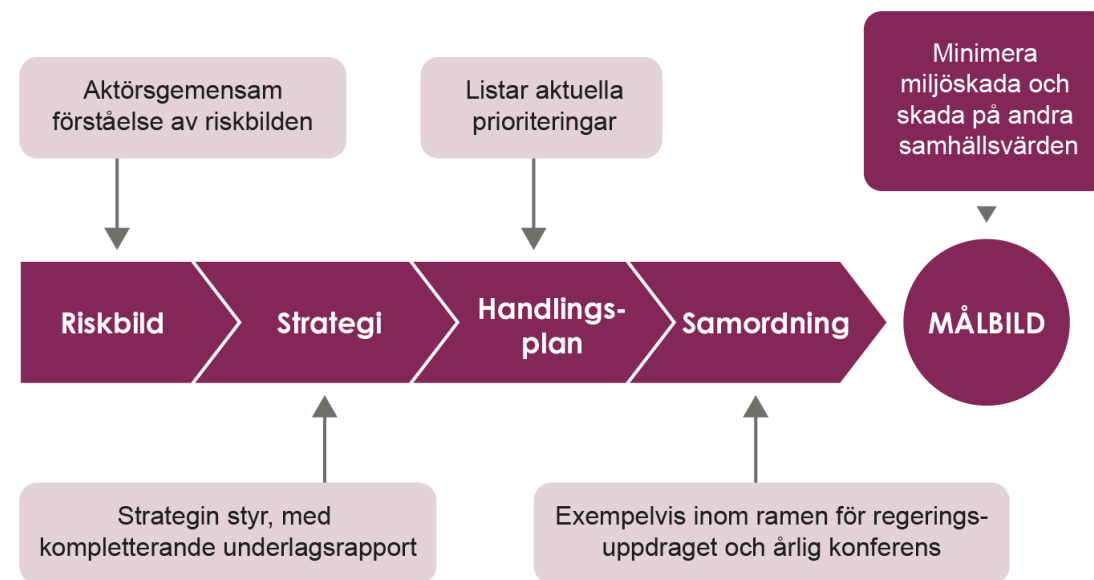 Aktörsgemensam
förståelse av riskbilden
Listar aktuella
prioriteringar
Minimera
miljöskada och
skada på andra
samhällsvärden
Riskbild
Strategi
Handlings-
plan
Samordning
MÅLBILD
Strategin styr, med
kompletterande underlagsrapport
Exempelvis inom ramen för regerings-
uppdraget och årlig konferens